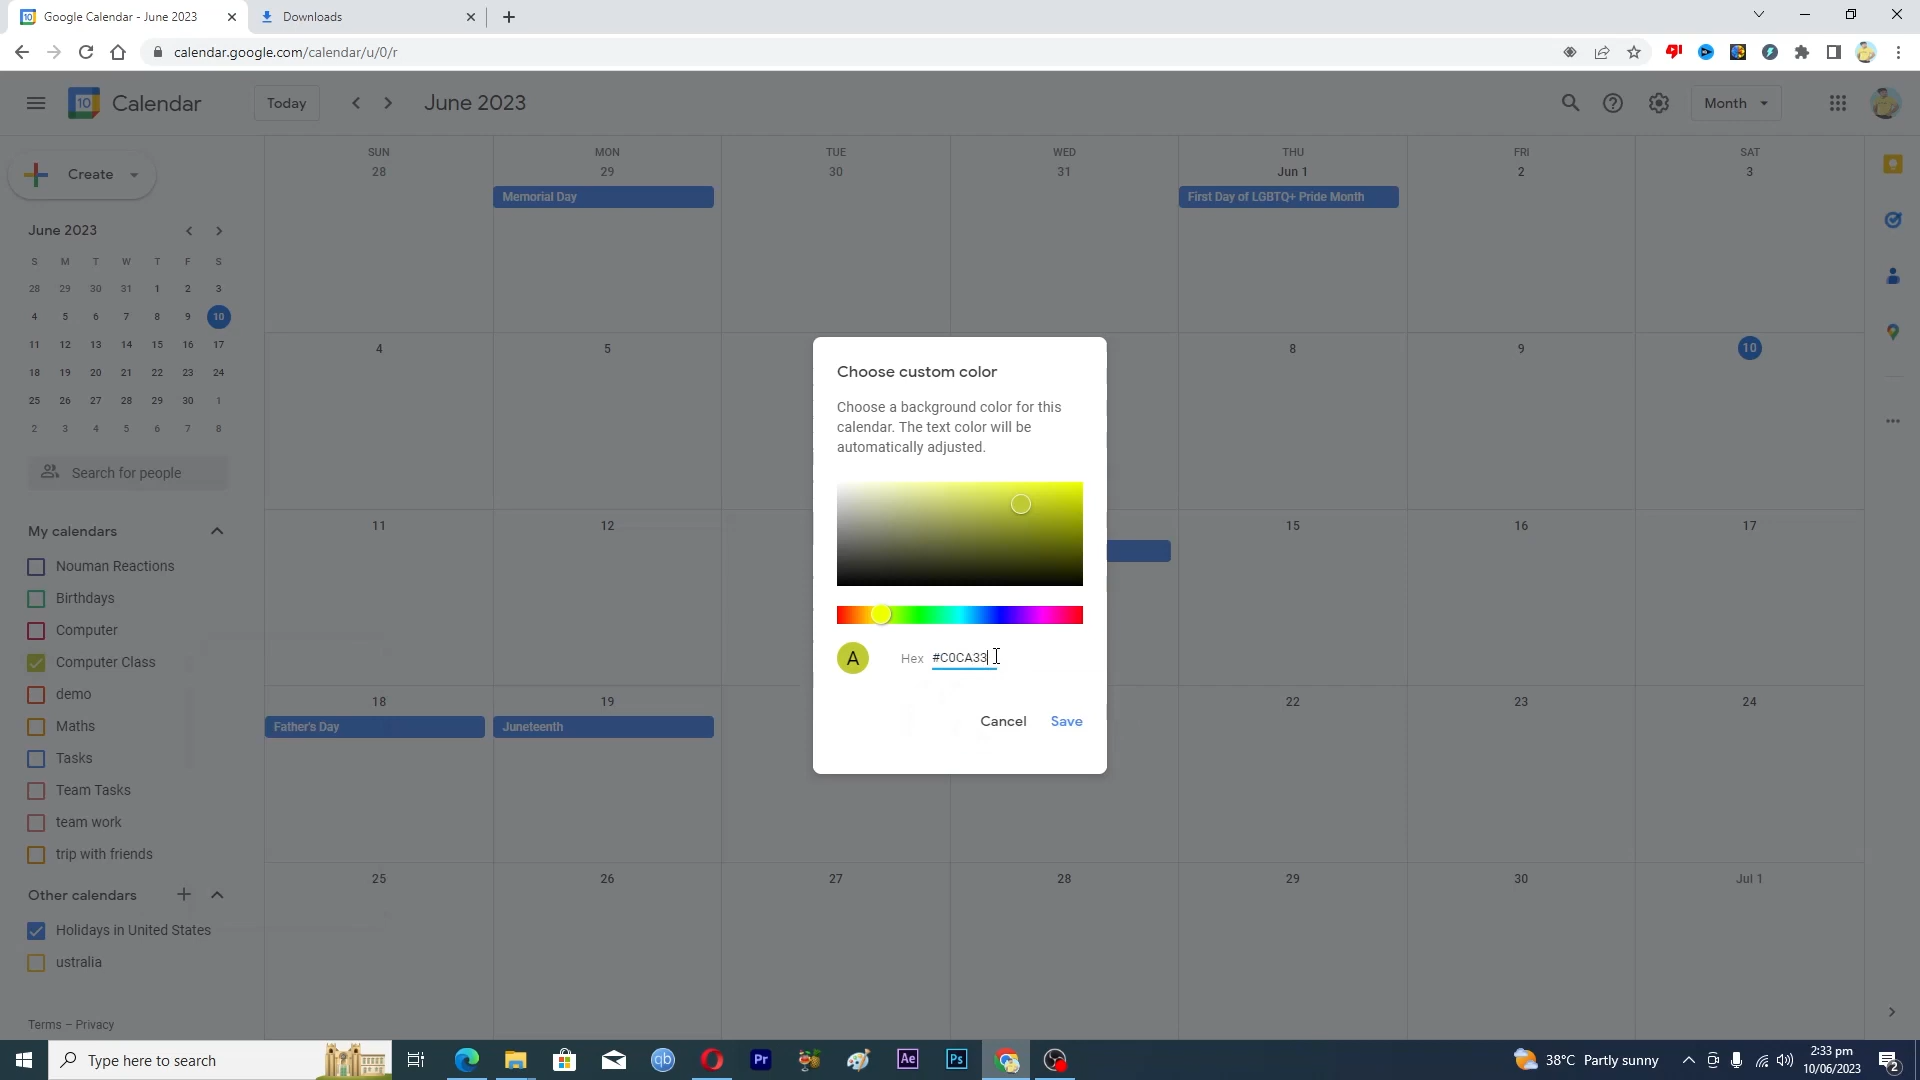 Google Calendar - June 2023
Downloads
calendar.google.com/calendar/u/0/r
10
Calendar
Today
June 2023
Month
Create
June 2023
S M T W T F S
28 29 30 31 1 2 3
4 5 6 7 8 9 10
11 12 13 14 15 16 17
18 19 20 21 22 23 24
25 26 27 28 29 30 1
2 3 4 5 6 7 8
Search for people
My calendars
Nouman Reactions
Birthdays
Computer
Computer Class
demo
Maths
Tasks
Team Tasks
team work
trip with friends
Other calendars
Holidays in United States
ustralia
Terms – Privacy
SUN MON TUE WED THU FRI SAT
28 29 30 31 Jun 1 2 3
Memorial Day
First Day of LGBTQ+ Pride Month
4 5 8 9 10
11 12 15 16 17
18 19 22 23 24
Father's Day
Juneteenth
25 26 27 28 29 30 Jul 1
Choose custom color
Choose a background color for this
calendar. The text color will be
automatically adjusted.
A
Hex #C0CA33
Cancel
Save
Type here to search
qb
Pr
Ae
Ps
38°C Partly sunny
2:33 pm
10/06/2023
2